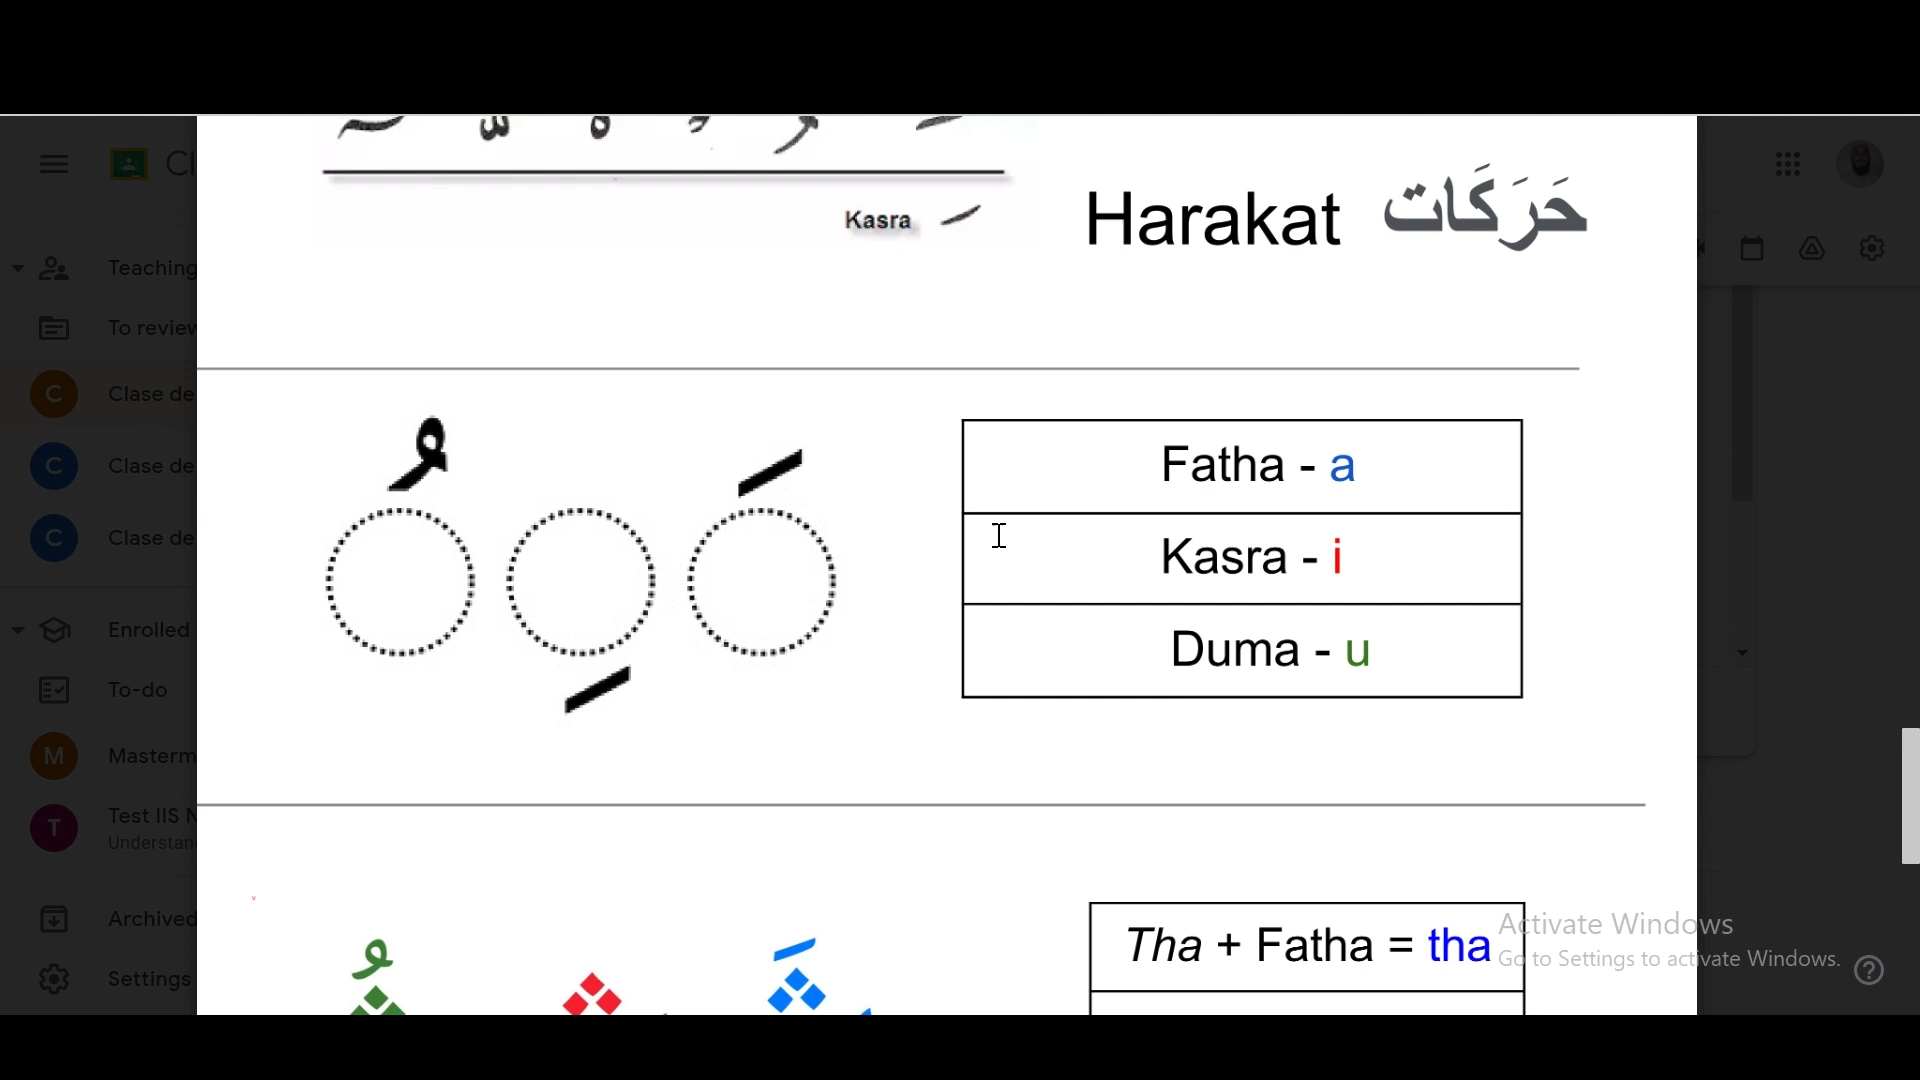 Cl
Teaching
To review
C Clase de
C Clase de
C Clase de
Enrolled
To-do
M Masterm
T Test IIS N
Understan
Archived
Settings
Kasra
Harakat حَرَكَات
Fatha - a
Kasra - i
Duma - u
Tha + Fatha = tha
Activate Windows
Go to Settings to activate Windows.